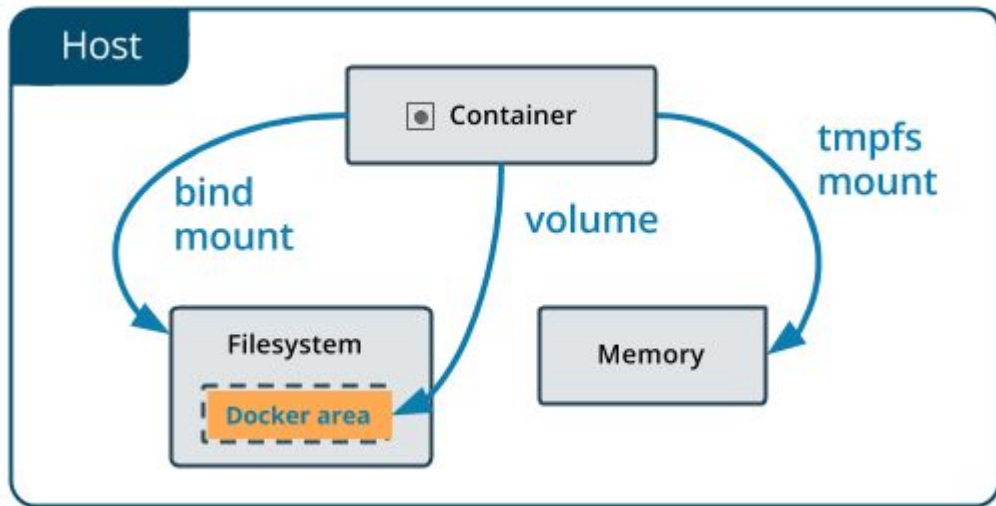 Host
Container
bind
mount
volume
tmpfs
mount
Filesystem
Docker area
Memory